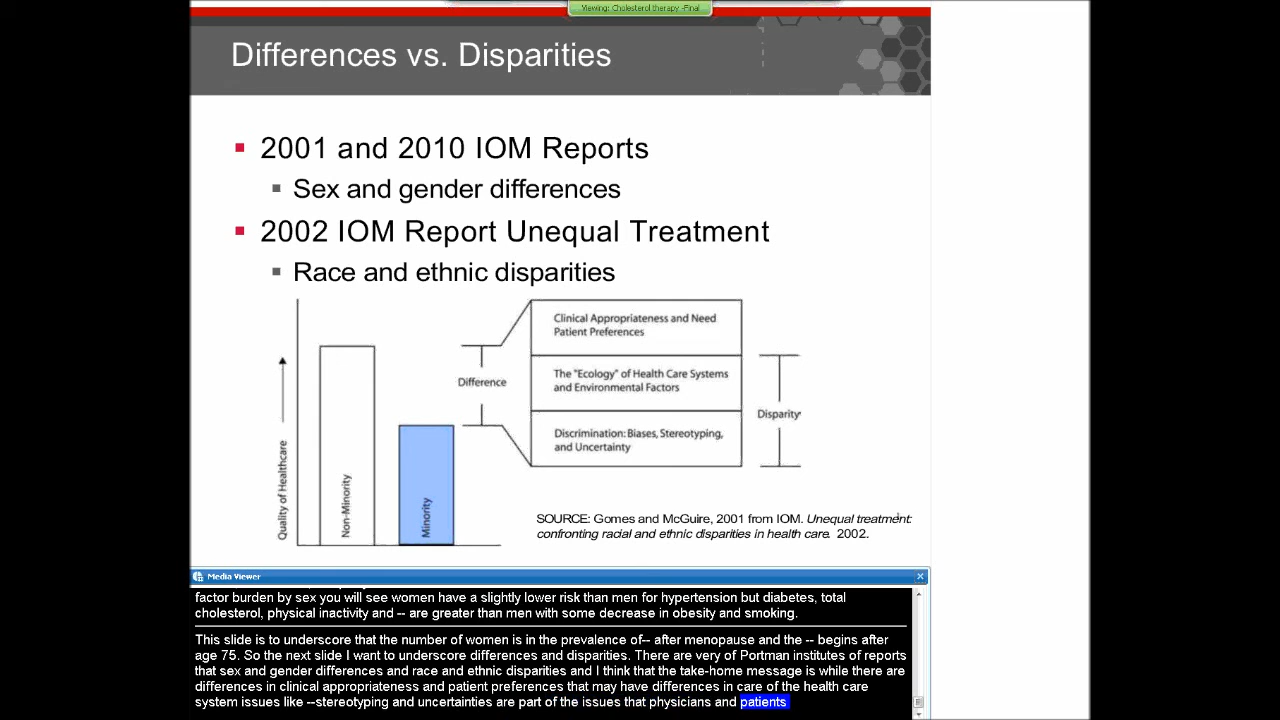 Viewing: Cholesterol therapy -Final
Differences vs. Disparities
2001 and 2010 IOM Reports
Sex and gender differences
2002 IOM Report Unequal Treatment
Race and ethnic disparities
Quality of Healthcare
Non-Minority
Minority
Difference
Clinical Appropriateness and Need
Patient Preferences
The "Ecology" of Health Care Systems
and Environmental Factors
Discrimination: Biases, Stereotyping,
and Uncertainty
Disparity
SOURCE: Gomes and McGuire, 2001 from IOM. Unequal treatment:
confronting racial and ethnic disparities in health care. 2002.
Media Viewer
factor burden by sex you will see women have a slightly lower risk than men for hypertension but diabetes, total
cholesterol, physical inactivity and -- are greater than men with some decrease in obesity and smoking.
This slide is to underscore that the number of women is in the prevalence of-- after menopause and the -- begins after
age 75. So the next slide I want to underscore differences and disparities. There are very of Portman institutes of reports
that sex and gender differences and race and ethnic disparities and I think that the take-home message is while there are
differences in clinical appropriateness and patient preferences that may have differences in care of the health care
system issues like --stereotyping and uncertainties are part of the issues that physicians and patients